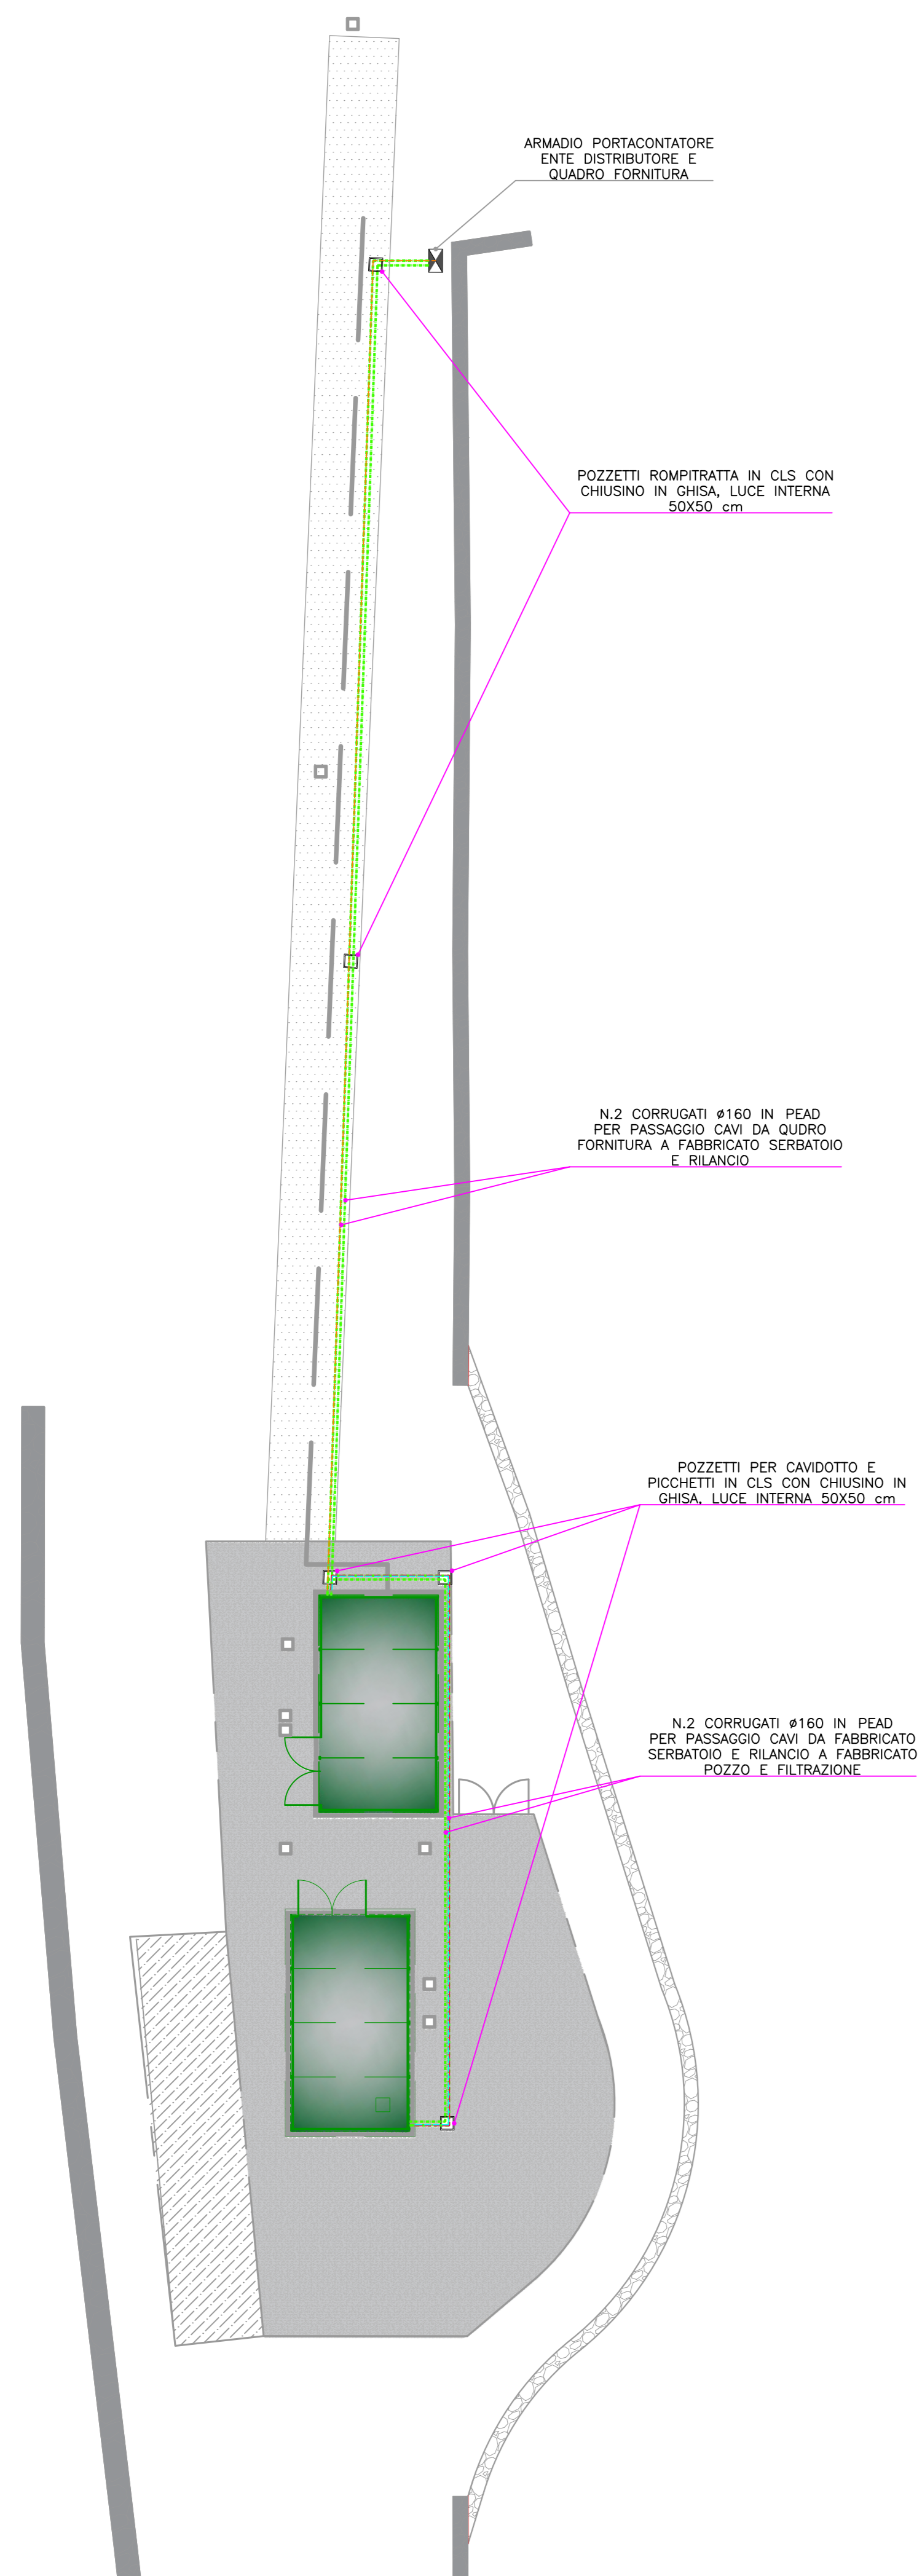 ARMADIO PORTACONTATORE
ENTE DISTRIBUTORE E
QUADRO FORNITURA
POZZETTI ROMPITRATTA IN CLS CON
CHIUSINO IN GHISA, LUCE INTERNA
50X50 cm
N.2 CORRUGATI ø160 IN PEAD
PER PASSAGGIO CAVI DA QUDRO
FORNITURA A FABBRICATO SERBATOIO
E RILANCIO
POZZETTI PER CAVIDOTTO E
PICCHETTI IN CLS CON CHIUSINO IN
GHISA, LUCE INTERNA 50X50 cm
N.2 CORRUGATI ø160 IN PEAD
PER PASSAGGIO CAVI DA FABBRICATO
SERBATOIO E RILANCIO A FABBRICATO
POZZO E FILTRAZIONE